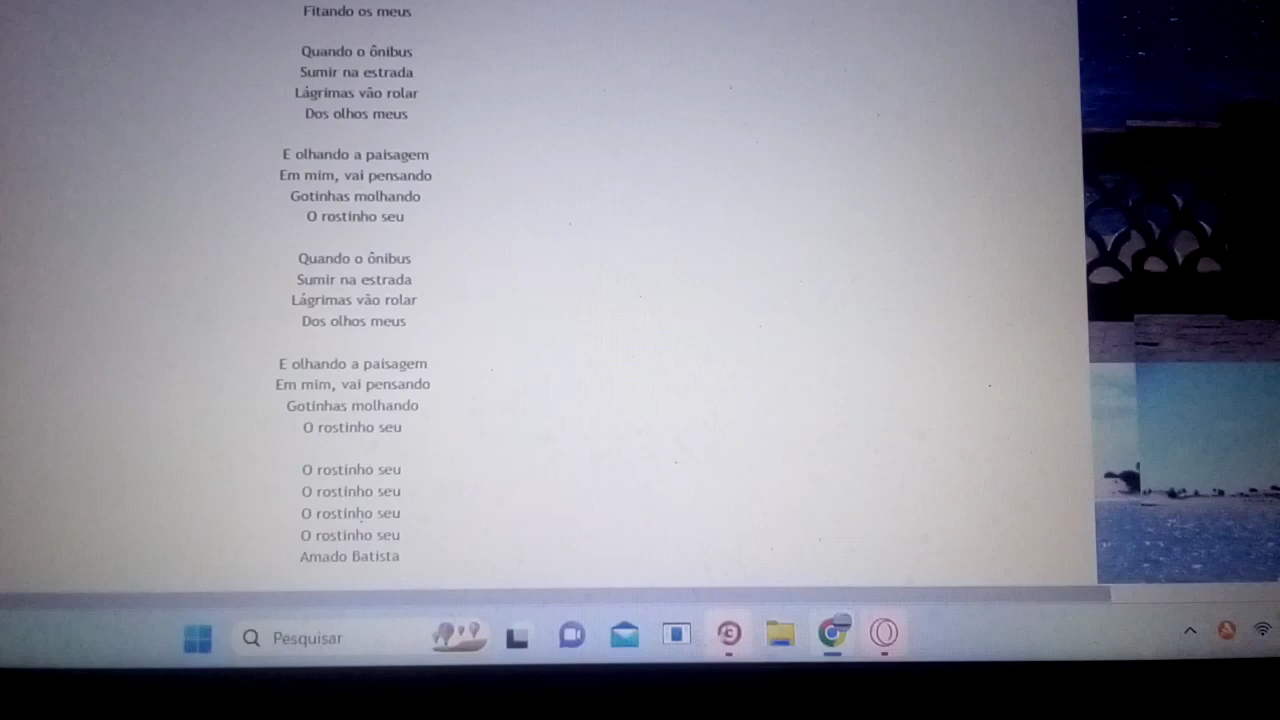 Fitando os meus
Quando o ônibus
Sumir na estrada
Lágrimas vão rolar
Dos olhos meus
E olhando a paisagem
Em mim, vai pensando
Gotinhas molhando
O rostinho seu
Quando o ônibus
Sumir na estrada
Lágrimas vão rolar
Dos olhos meus
E olhando a paisagem
Em mim, vai pensando
Gotinhas molhando
O rostinho seu
O rostinho seu
O rostinho seu
O rostinho seu
O rostinho seu
Amado Batista
Pesquisar